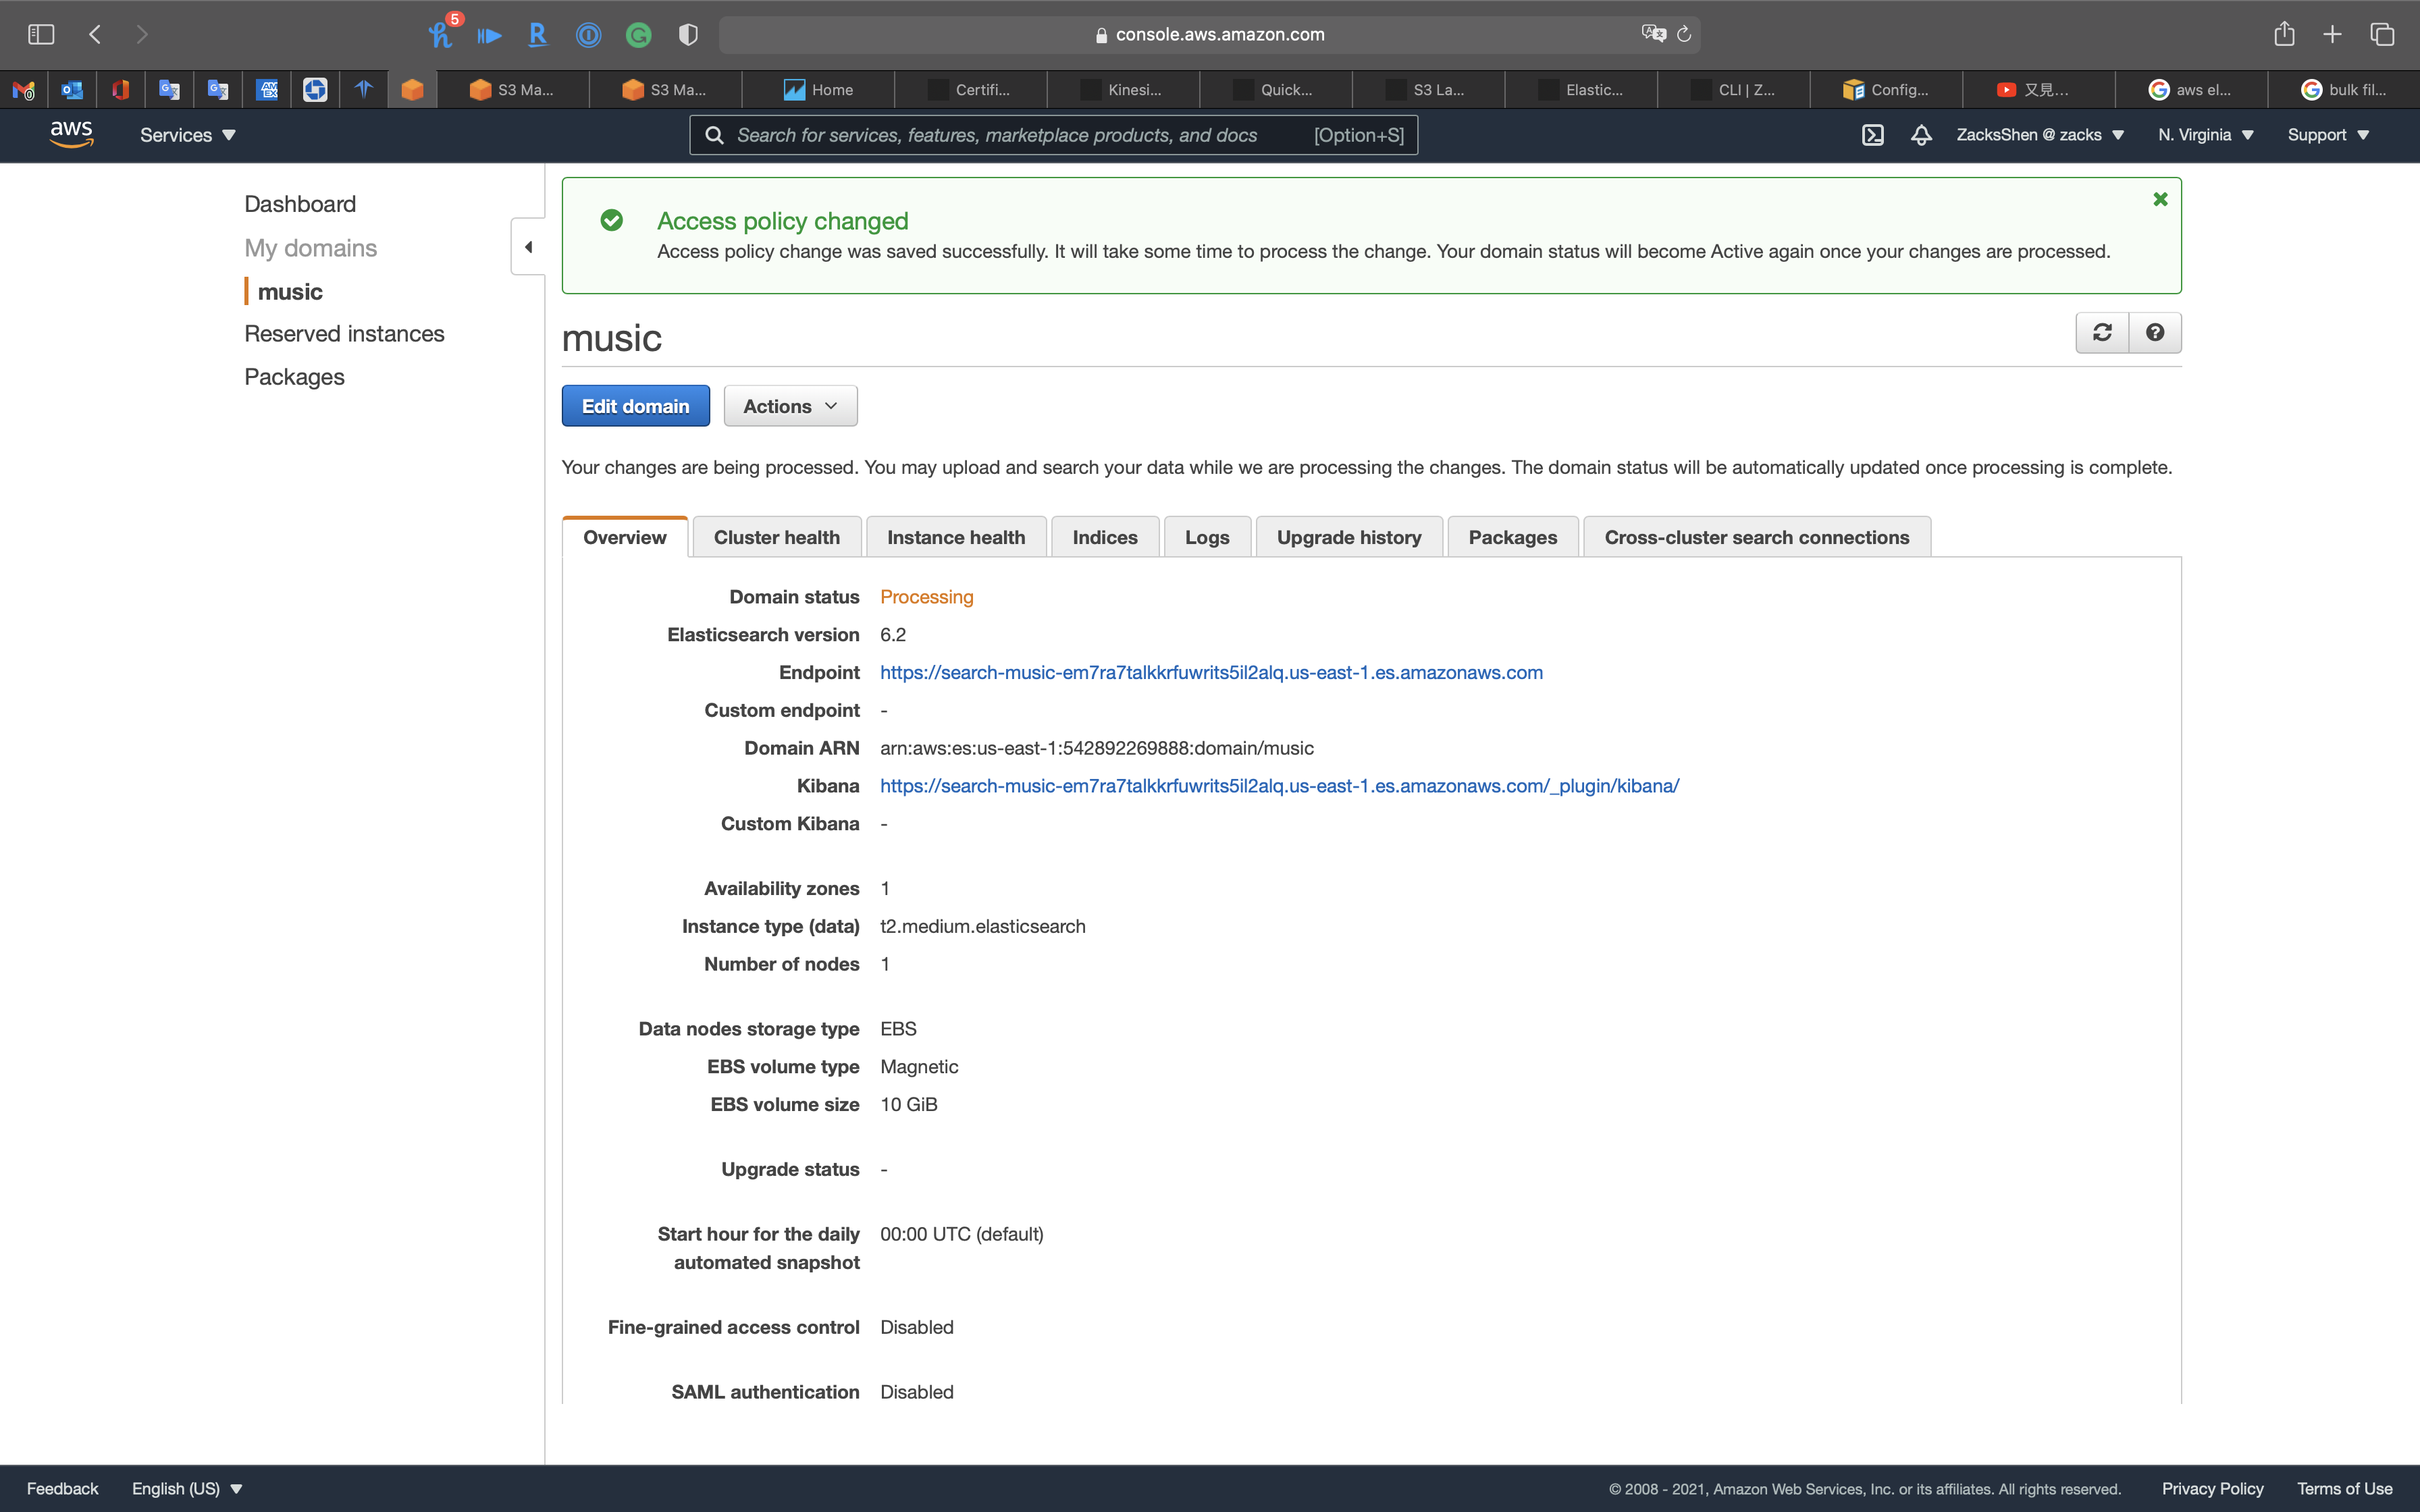 5
console.aws.amazon.com
S3 Ma...
S3 Ma...
Home
Certifi...
Kinesi...
Quick...
S3 La...
Elastic...
CLI | Z...
Config...
又見...
aws el...
bulk fil...
aws
Services
Search for services, features, marketplace products, and docs
[Option+S]
ZacksShen @ zacks
N. Virginia
Support
Dashboard
My domains
music
Reserved instances
Packages
Access policy changed
Access policy change was saved successfully. It will take some time to process the change. Your domain status will become Active again once your changes are processed.
music
Edit domain
Actions
Your changes are being processed. You may upload and search your data while we are processing the changes. The domain status will be automatically updated once processing is complete.
Overview
Cluster health
Instance health
Indices
Logs
Upgrade history
Packages
Cross-cluster search connections
Domain status Processing
Elasticsearch version 6.2
Endpoint https://search-music-em7ra7talkkrfuwrits5il2alq.us-east-1.es.amazonaws.com
Custom endpoint -
Domain ARN arn:aws:es:us-east-1:542892269888:domain/music
Kibana https://search-music-em7ra7talkkrfuwrits5il2alq.us-east-1.es.amazonaws.com/_plugin/kibana/
Custom Kibana -
Availability zones 1
Instance type (data) t2.medium.elasticsearch
Number of nodes 1
Data nodes storage type EBS
EBS volume type Magnetic
EBS volume size 10 GiB
Upgrade status -
Start hour for the daily 00:00 UTC (default)
automated snapshot
Fine-grained access control Disabled
SAML authentication Disabled
Feedback
English (US)
© 2008 - 2021, Amazon Web Services, Inc. or its affiliates. All rights reserved.
Privacy Policy
Terms of Use